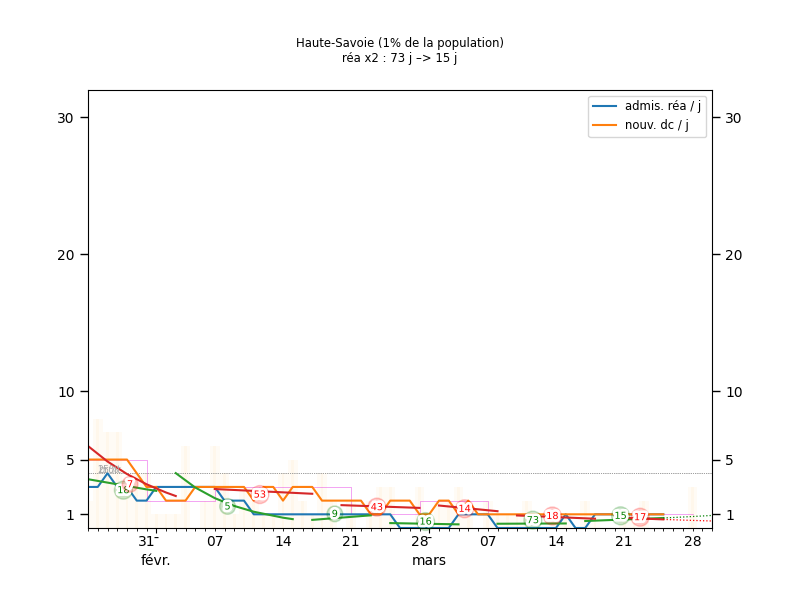 Haute-Savoie (1% de la population)
réa x2 : 73 j –> 15 j
admis. réa / j
nouv. dc / j
30 30
20 20
10 10
5 5
1 1
7
5
53
9
43
16
14
73
18
15
17
31 07 14 21 28 07 14 21 28
févr. mars